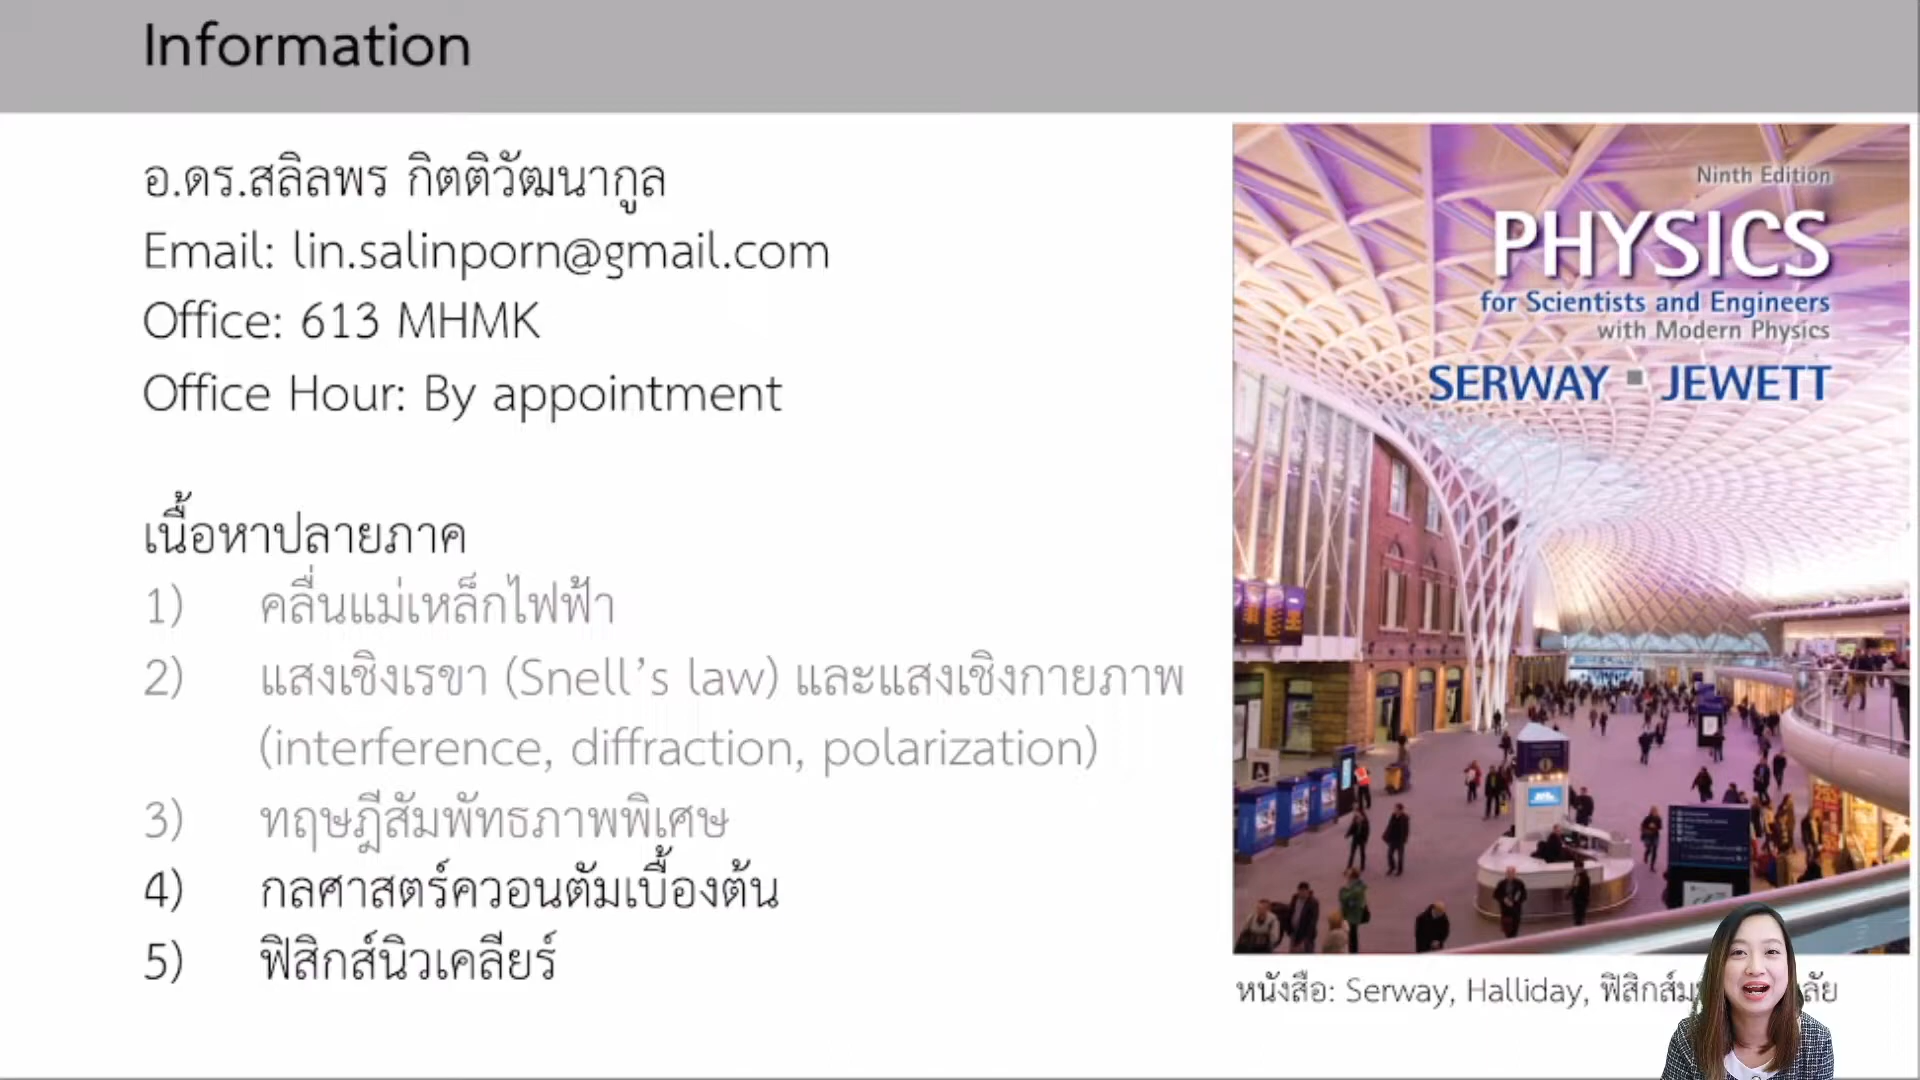 Information
อ.ดร.สลิลพร กิตติวัฒนากูล
Email: lin.salinporn@gmail.com
Office: 613 MHMK
Office Hour: By appointment
เนื้อหาปลายภาค
1) คลื่นแม่เหล็กไฟฟ้า
2) แสงเชิงเรขา (Snell's law) และแสงเชิงกายภาพ
(interference, diffraction, polarization)
3) ทฤษฎีสัมพัทธภาพพิเศษ
4) กลศาสตร์ควอนตัมเบื้องต้น
5) ฟิสิกส์นิวเคลียร์
Ninth Edition
PHYSICS
for Scientists and Engineers
with Modern Physics
SERWAY ▪ JEWETT
หนังสือ: Serway, Halliday,